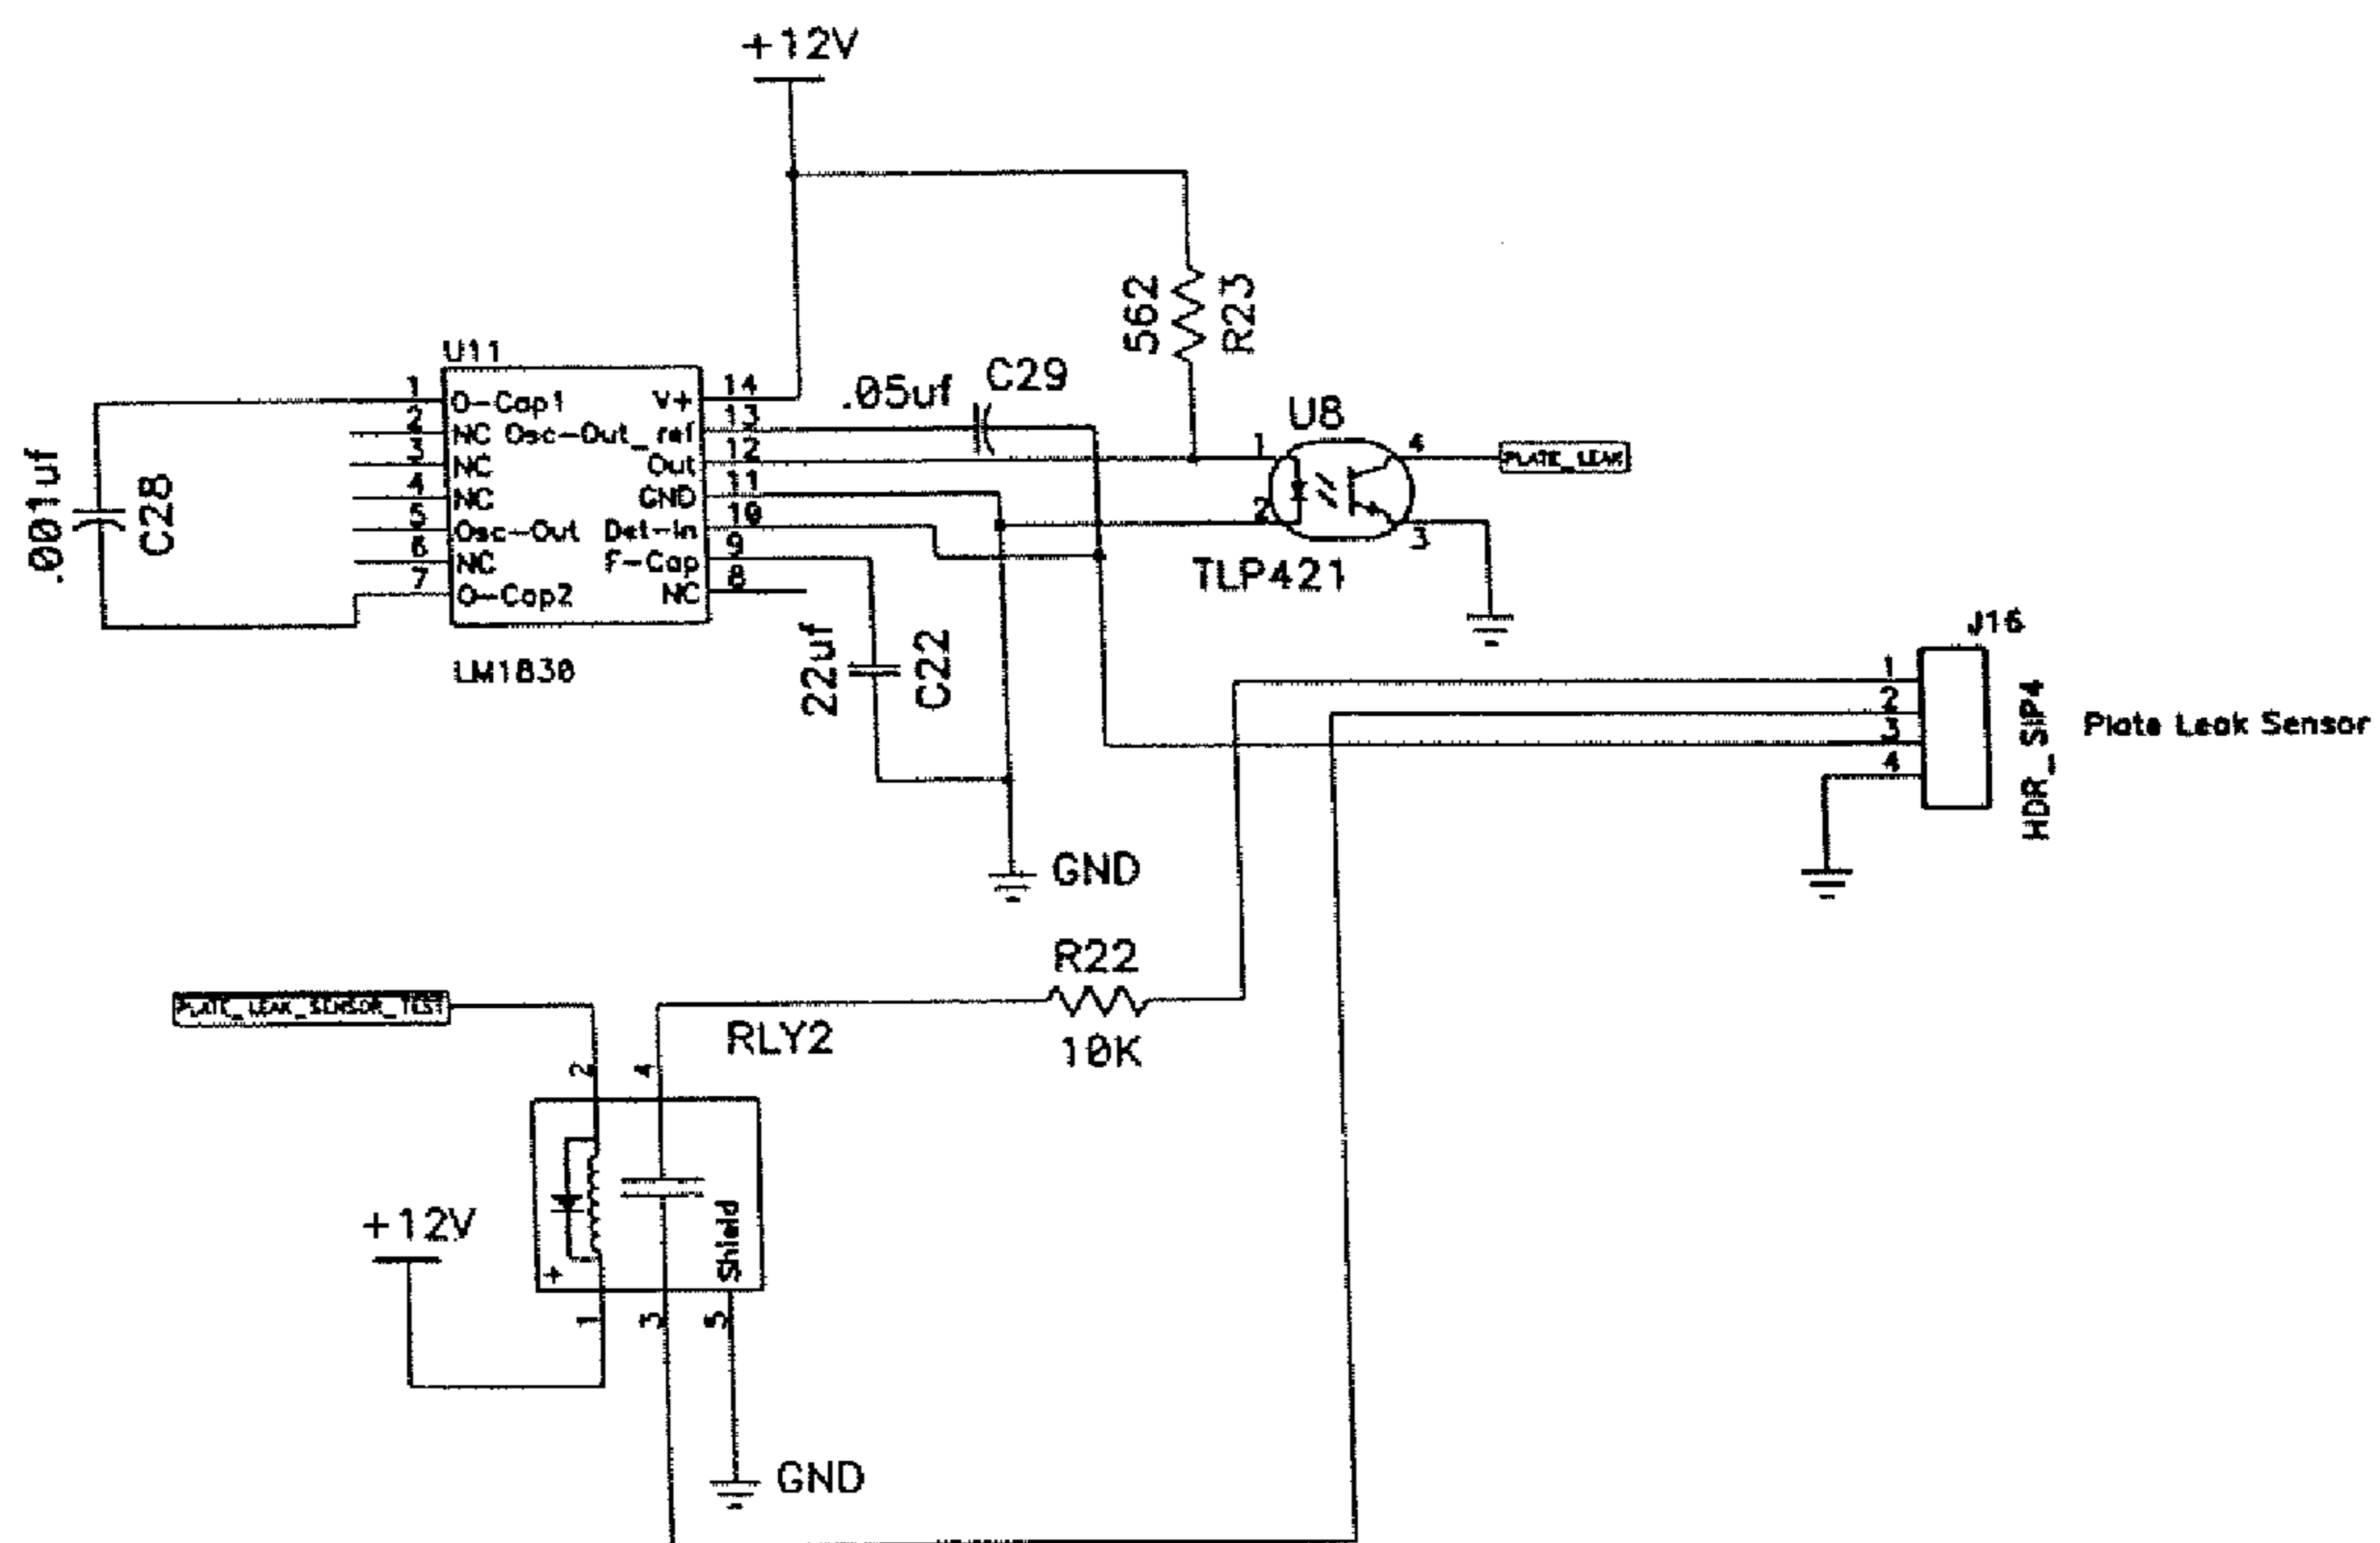 +12V
U11
1
O-Cap1
V+
14
2
NC
Osc-Out_ref
13
3
NC
Out
12
4
NC
GND
11
5
Osc-Out
Det-In
10
6
NC
F-Cap
9
7
O-Cap2
NC
8
LM1830
.001uf
C28
.05uf
C29
562
R23
U8
1
2
4
3
TLP421
PLATE_LEAK
22uf
C22
GND
J16
1
2
3
4
HDR_SIP4
Plate Leak Sensor
R22
10K
PLATE_LEAK_SENSOR_TEST
RLY2
2
4
+
Shield
1
3
5
+12V
GND